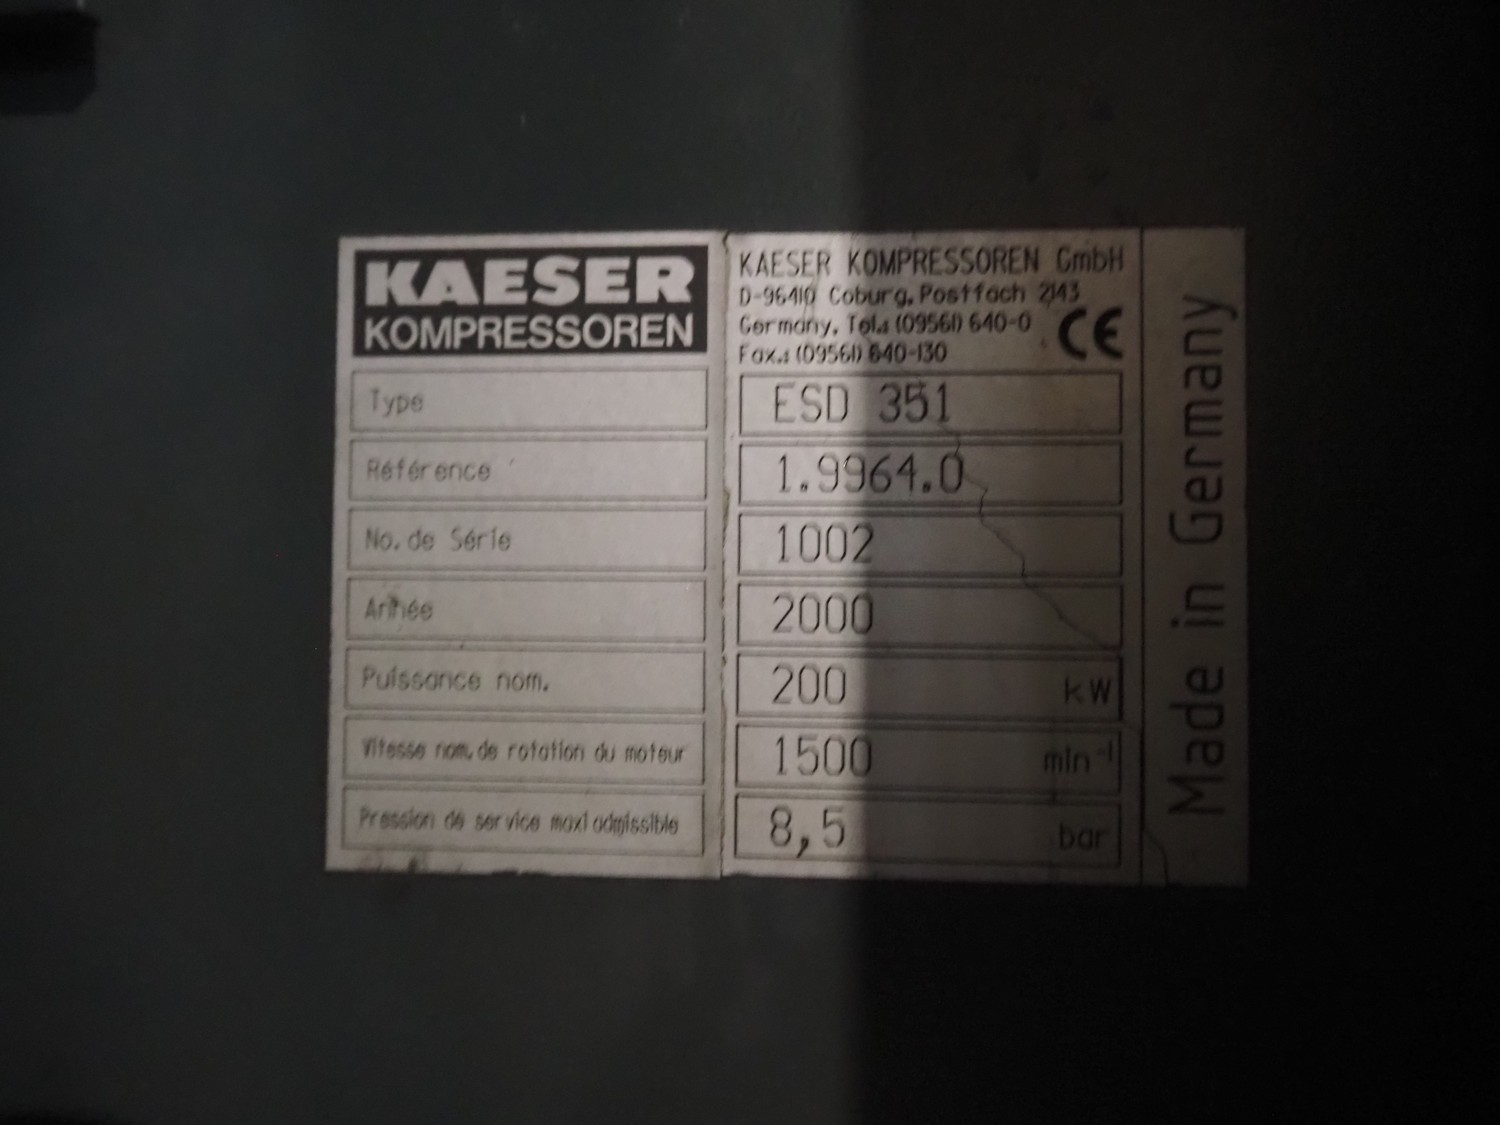 KAESER
KOMPRESSOREN
KAESER KOMPRESSOREN GmbH
D-96410 Coburg, Postfach 2143
Germany, Tel.: (09561) 640-0
Fax.: (09561) 640-130
CE
Type ESD 351
Référence 1.9964.0
No. de Série 1002
Année 2000
Puissance nom. 200 kW
Vitesse nom. de rotation du moteur 1500 min⁻¹
Pression de service maxi admissible 8,5 bar
Made in Germany